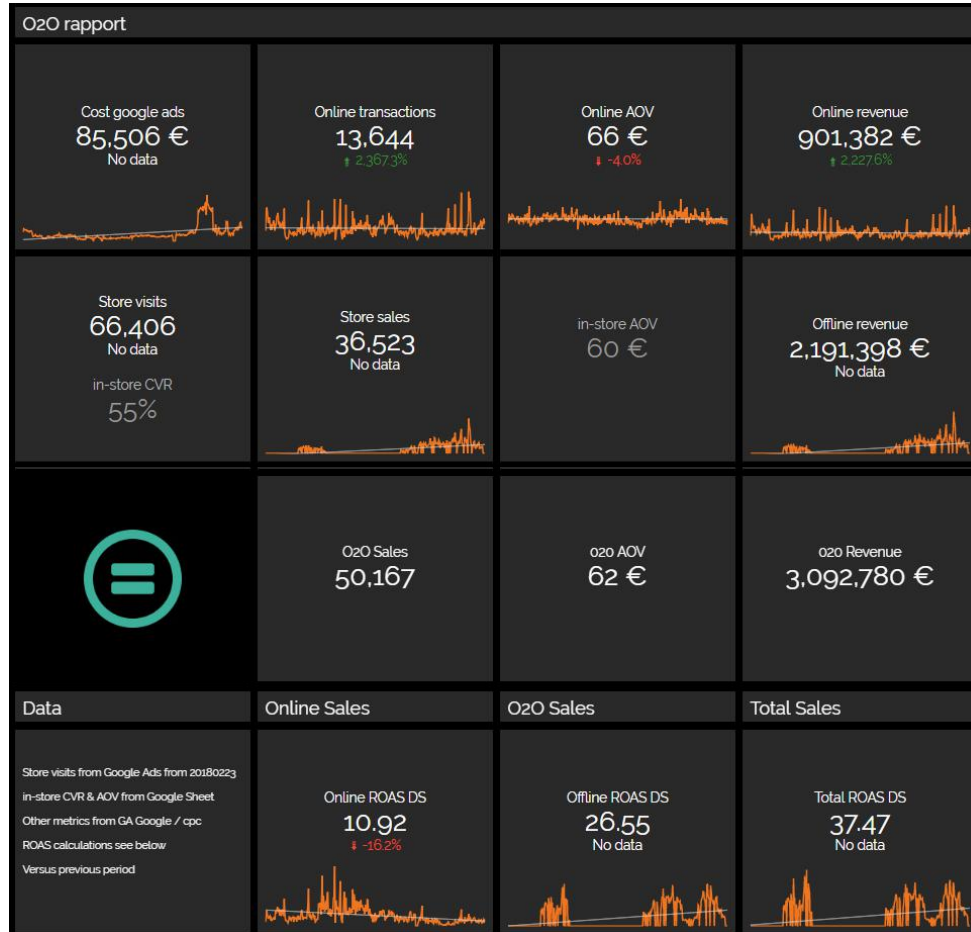 O2O rapport
Cost google ads
85,506 €
No data
Online transactions
13,644
⬆ 2,367.3%
Online AOV
66 €
⬇ -4.0%
Online revenue
901,382 €
⬆ 2,227.6%
Store visits
66,406
No data
in-store CVR
55%
Store sales
36,523
No data
in-store AOV
60 €
Offline revenue
2,191,398 €
No data
O2O Sales
50,167
o2o AOV
62 €
o2o Revenue
3,092,780 €
Data
Online Sales
O2O Sales
Total Sales
Store visits from Google Ads from 20180223
in-store CVR & AOV from Google Sheet
Other metrics from GA Google / cpc
ROAS calculations see below
Versus previous period
Online ROAS DS
10.92
⬇ -16.2%
Offline ROAS DS
26.55
No data
Total ROAS DS
37.47
No data